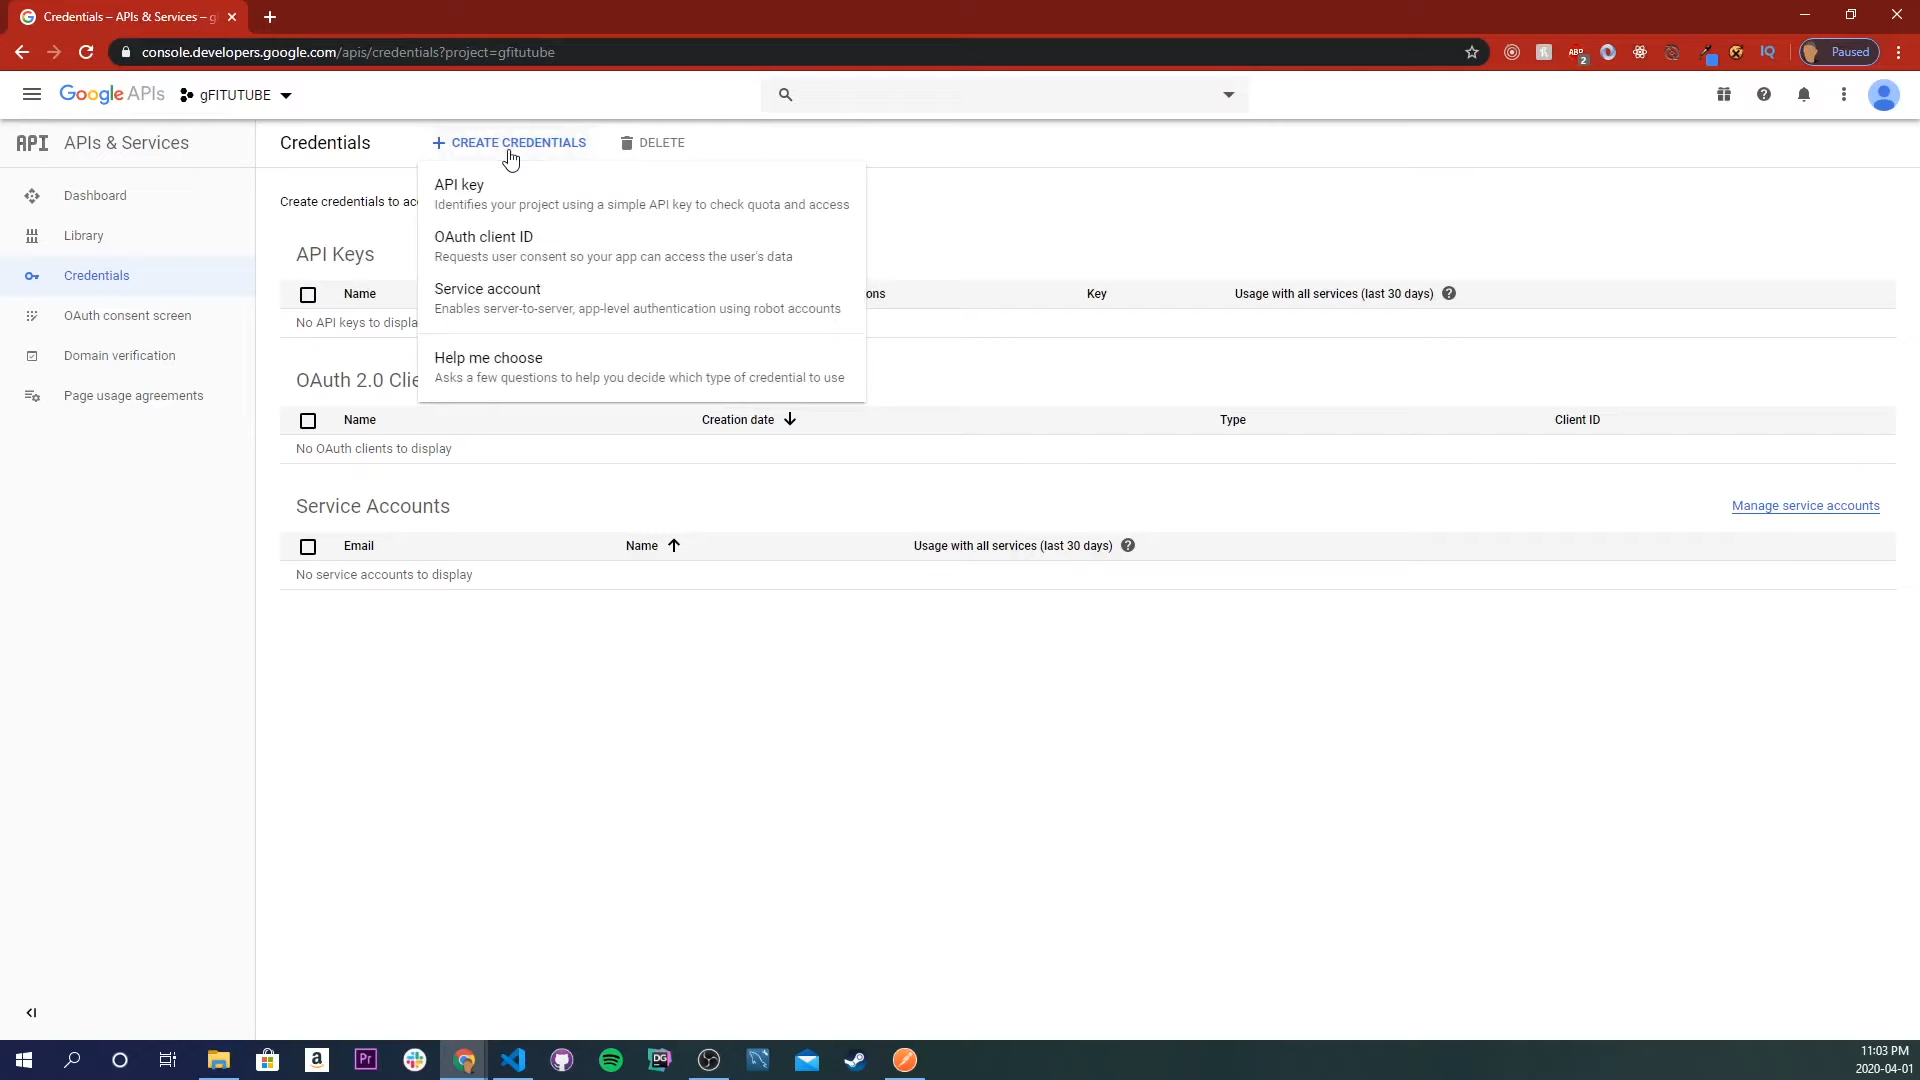 Credentials – APIs & Services – g
console.developers.google.com/apis/credentials?project=gfitutube
ABP
2
IQ
Paused
Google APIs
gFITUTUBE
API
APIs & Services
Credentials
CREATE CREDENTIALS
DELETE
Dashboard
Library
Credentials
OAuth consent screen
Domain verification
Page usage agreements
Create credentials to ac
API key
Identifies your project using a simple API key to check quota and access
OAuth client ID
Requests user consent so your app can access the user's data
Service account
Enables server-to-server, app-level authentication using robot accounts
Help me choose
Asks a few questions to help you decide which type of credential to use
API Keys
Name
ons
Key
Usage with all services (last 30 days)
No API keys to displa
OAuth 2.0 Clie
Name
Creation date
Type
Client ID
No OAuth clients to display
Service Accounts
Manage service accounts
Email
Name
Usage with all services (last 30 days)
No service accounts to display
Pr
DG
11:03 PM
2020-04-01